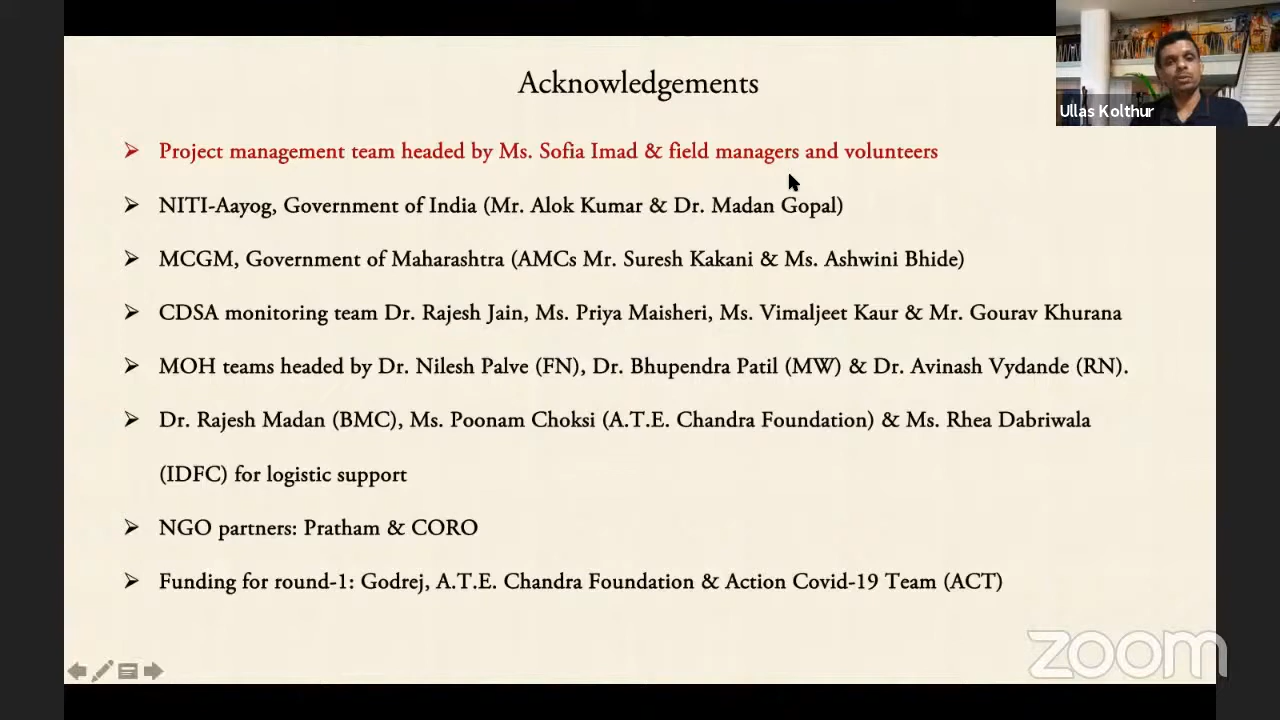 Acknowledgements
Ullas Kolthur
➢ Project management team headed by Ms. Sofia Imad & field managers and volunteers
➢ NITI-Aayog, Government of India (Mr. Alok Kumar & Dr. Madan Gopal)
➢ MCGM, Government of Maharashtra (AMCs Mr. Suresh Kakani & Ms. Ashwini Bhide)
➢ CDSA monitoring team Dr. Rajesh Jain, Ms. Priya Maisheri, Ms. Vimaljeet Kaur & Mr. Gourav Khurana
➢ MOH teams headed by Dr. Nilesh Palve (FN), Dr. Bhupendra Patil (MW) & Dr. Avinash Vydande (RN).
➢ Dr. Rajesh Madan (BMC), Ms. Poonam Choksi (A.T.E. Chandra Foundation) & Ms. Rhea Dabriwala
(IDFC) for logistic support
➢ NGO partners: Pratham & CORO
➢ Funding for round-1: Godrej, A.T.E. Chandra Foundation & Action Covid-19 Team (ACT)
zoom